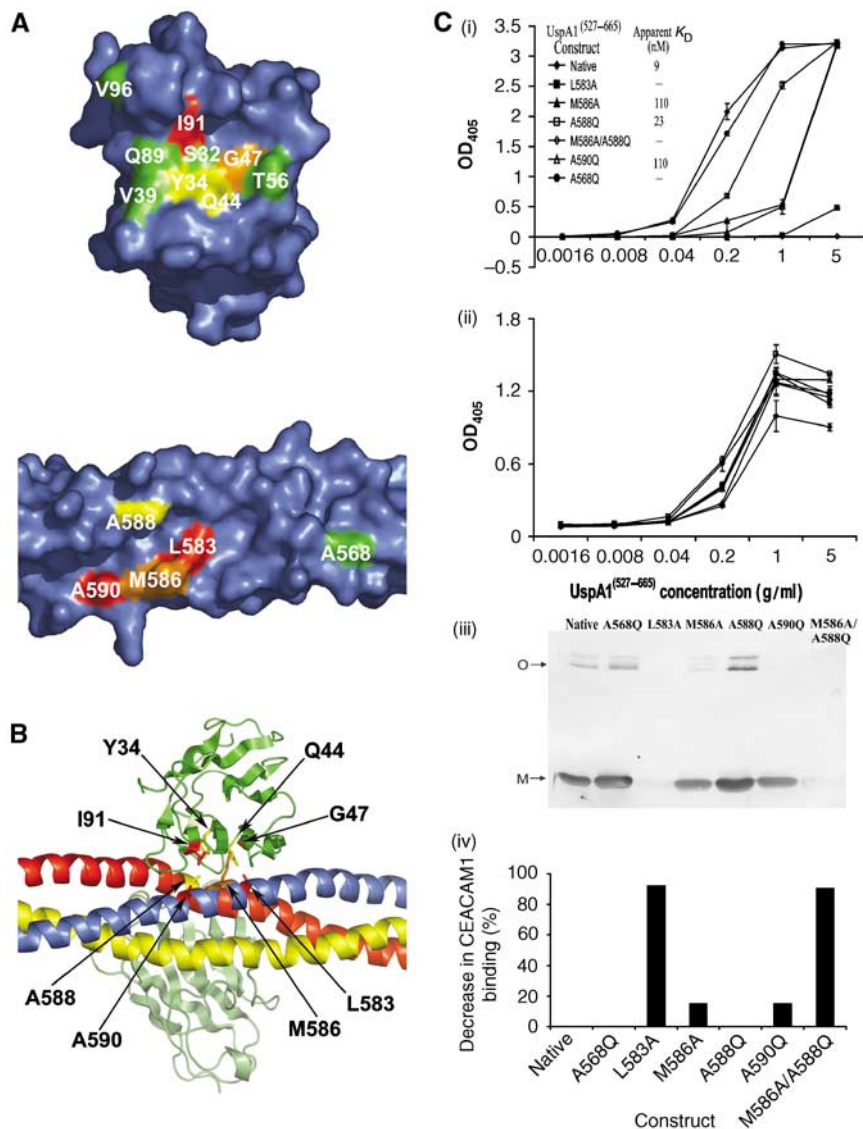 A
V96
I91
Q89
S32
G47
V39
Y34
T56
Q44
A588
L583
A568
A590
M586
B
Y34
Q44
I91
G47
A588
L583
A590
M586
C
(i)
UspA1(527–665)
Construct
Apparent KD
(nM)
Native 9
L583A –
M586A 110
A588Q 23
M586A/A588Q –
A590Q 110
A568Q –
OD405
3.5
3
2.5
2
1.5
1
0.5
0
–0.5
0.0016 0.008 0.04 0.2 1 5
(ii)
OD405
1.8
1.2
0.6
0
0.0016 0.008 0.04 0.2 1 5
UspA1(527–665) concentration (g/ml)
(iii)
Native A568Q L583A M586A A588Q A590Q M586A/
A588Q
O
M
(iv)
Decrease in CEACAM1
binding (%)
100
80
60
40
20
0
Native
A568Q
L583A
M586A
A588Q
A590Q
M586A/A588Q
Construct